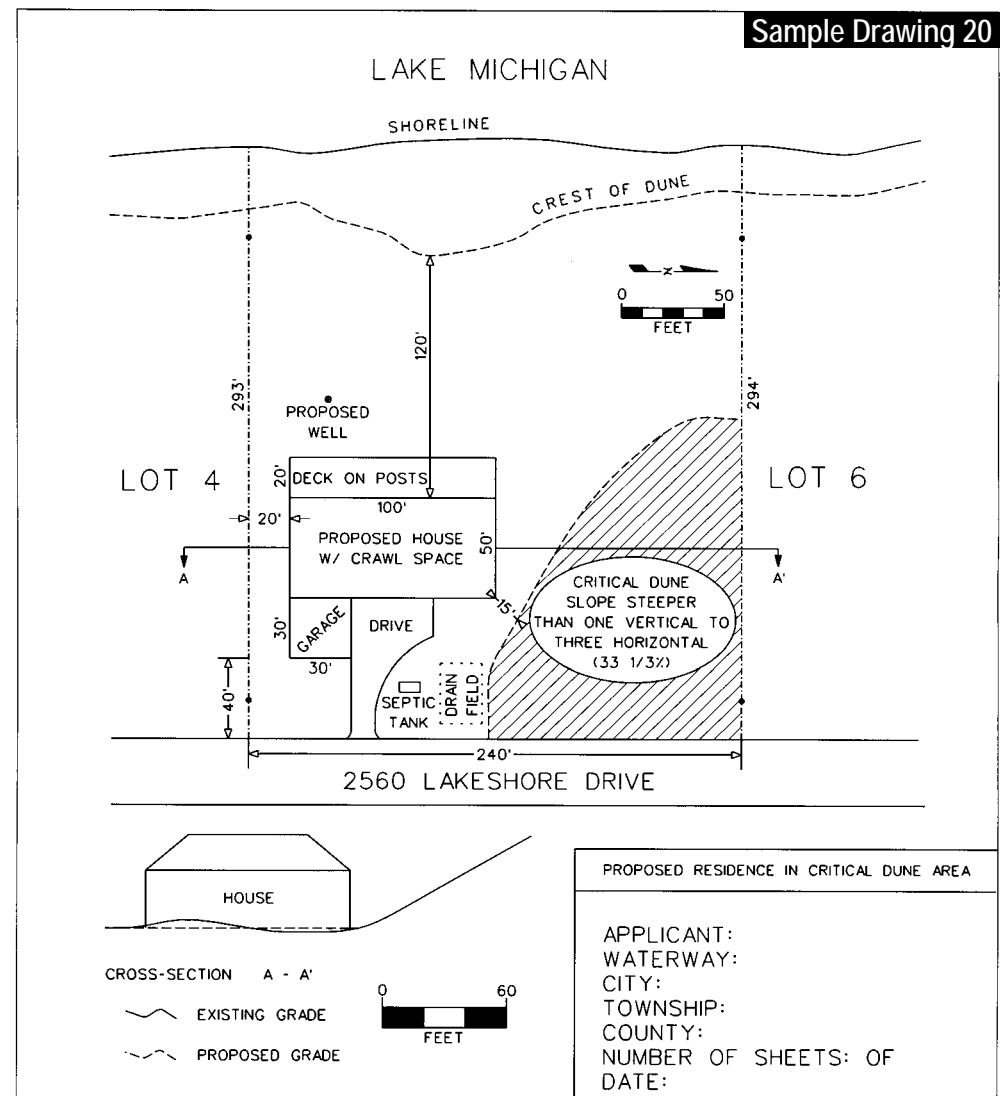 Sample Drawing 20
LAKE MICHIGAN
SHORELINE
CREST OF DUNE
N
0 50
FEET
120'
293'
294'
PROPOSED
WELL
LOT 4
LOT 6
20'
DECK ON POSTS
100'
20'
PROPOSED HOUSE
W/ CRAWL SPACE
50'
A
A'
CRITICAL DUNE
SLOPE STEEPER
THAN ONE VERTICAL TO
THREE HORIZONTAL
(33 1/3%)
15'
30'
GARAGE
DRIVE
30'
40'
SEPTIC
TANK
DRAIN
FIELD
240'
2560 LAKESHORE DRIVE
HOUSE
CROSS-SECTION A - A'
EXISTING GRADE
PROPOSED GRADE
0 60
FEET
PROPOSED RESIDENCE IN CRITICAL DUNE AREA
APPLICANT:
WATERWAY:
CITY:
TOWNSHIP:
COUNTY:
NUMBER OF SHEETS: OF
DATE: